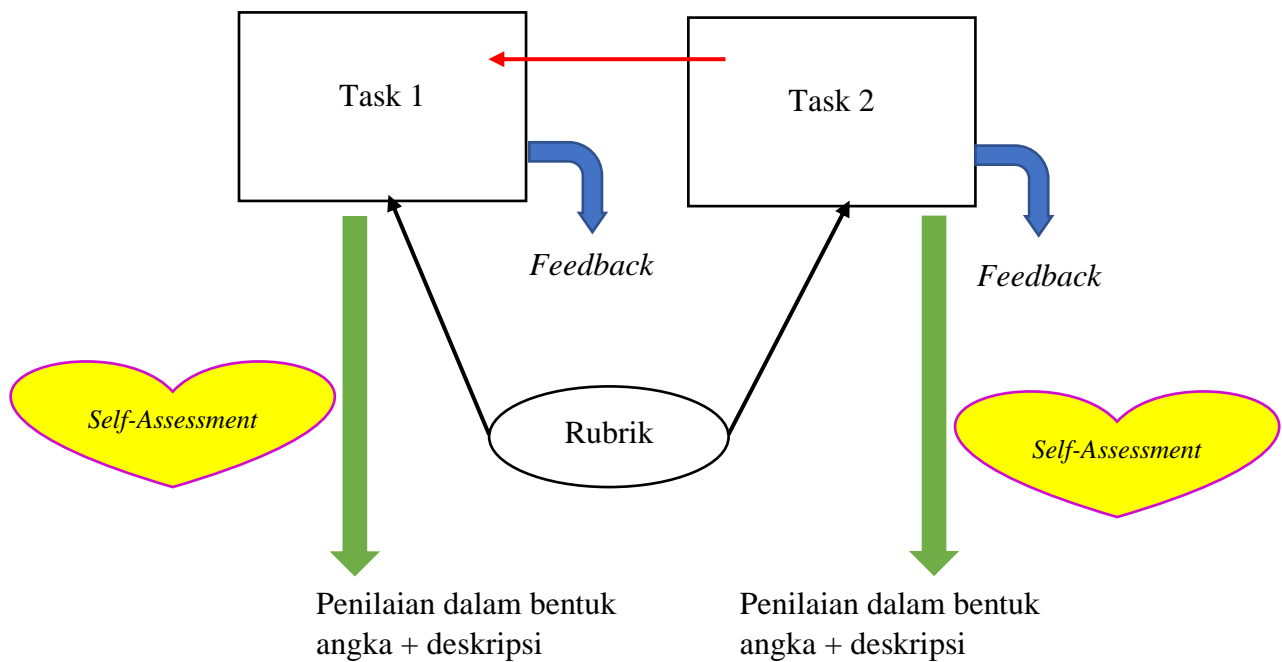 Task 1
Task 2
Feedback
Feedback
Self-Assessment
Rubrik
Self-Assessment
Penilaian dalam bentuk
angka + deskripsi
Penilaian dalam bentuk
angka + deskripsi